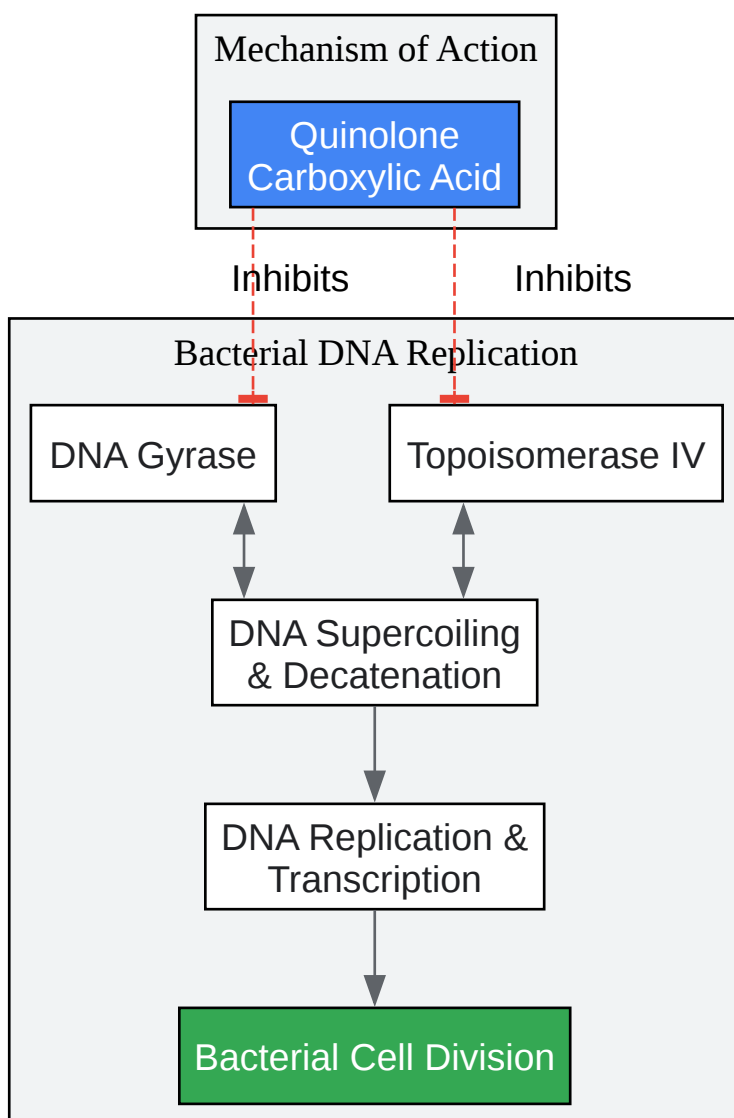 Mechanism of Action
Quinolone
Carboxylic Acid
Inhibits
Inhibits
Bacterial DNA Replication
DNA Gyrase
Topoisomerase IV
DNA Supercoiling
& Decatenation
DNA Replication &
Transcription
Bacterial Cell Division